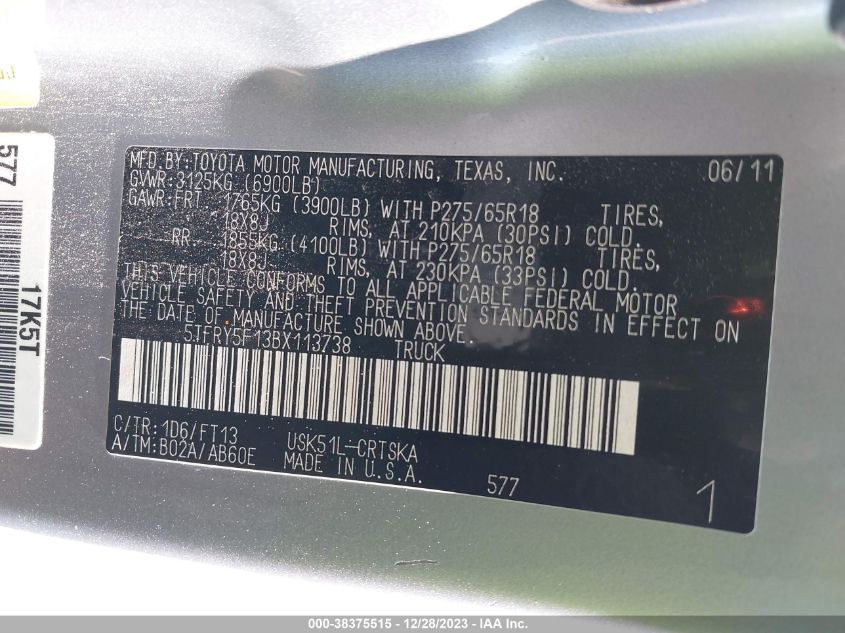 MFD.BY:TOYOTA MOTOR MANUFACTURING, TEXAS, INC. 06/11
GVWR:3125KG (6900LB)
GAWR:FRT 1765KG (3900LB) WITH P275/65R18 TIRES,
18X8J RIMS, AT 210KPA (30PSI) COLD.
RR 1855KG (4100LB) WITH P275/65R18 TIRES,
18X8J RIMS, AT 230KPA (33PSI) COLD.
THIS VEHICLE CONFORMS TO ALL APPLICABLE FEDERAL MOTOR
VEHICLE SAFETY AND THEFT PREVENTION STANDARDS IN EFFECT ON
THE DATE OF MANUFACTURE SHOWN ABOVE.
5TFRY5F13BX113738 TRUCK
C/TR:1D6/FT13 USK51L-CRTSKA
A/TM:B02A/AB60E MADE IN U.S.A.
577
1
577
17K5T
000-38375515 - 12/28/2023 - IAA Inc.